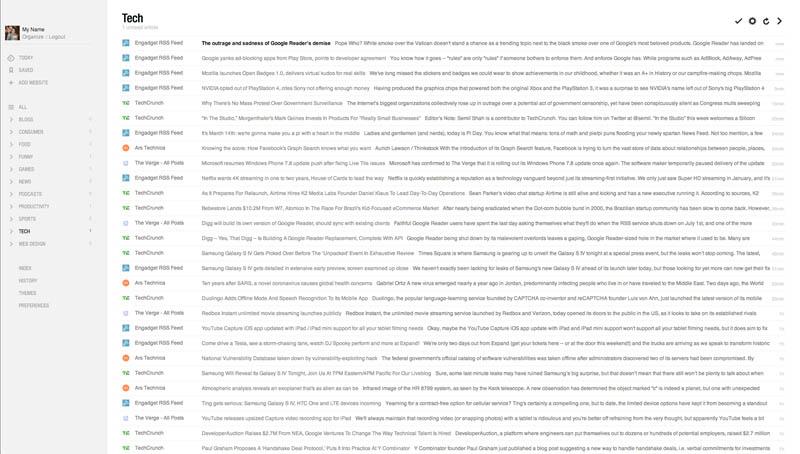 My Name
Organize / Logout
TODAY
SAVED
ADD WEBSITE
ALL
BLOGS
CONSUMER
FOOD
FUNNY
GAMES
NEWS
PODCASTS
PRODUCTIVITY
SPORTS
TECH 1
WEB DESIGN
INDEX
HISTORY
THEMES
PREFERENCES
Tech
1 unread article
Engadget RSS Feed The outrage and sadness of Google Reader's demise Pope Who? White smoke over the Vatican doesn't stand a chance as a trending topic next to the black smoke over one of Google's most beloved products. Google Reader has landed on
Engadget RSS Feed Google yanks ad-blocking apps from Play Store, points to developer agreement You know how it goes – "rules" are only "rules" if someone bothers to enforce them. And enforce Google has. While programs such as AdBlock, AdAway, AdFree
Engadget RSS Feed Mozilla launches Open Badges 1.0, delivers virtual kudos for real skills We've long missed the stickers and badges we could wear to show achievements in our childhood, whether it was an A+ in History or our campfire-making chops. Mozilla
Engadget RSS Feed NVIDIA opted out of PlayStation 4, cites Sony not offering enough money Having produced the graphics chips that powered both the original Xbox and the PlayStation 3, it was a surprise to see NVIDIA's name left out of Sony's big PlayStation 4
TechCrunch Why There's No Mass Protest Over Government Surveillance The Internet's biggest organizations collectively rose up in outrage over a potential act of government censorship, yet have been conspicuously silent as Congress mulls sweeping
TechCrunch "In The Studio," Morgenthaler's Mark Goines Invests In Products For "Really Small Businesses" Editor's Note: Semil Shah is a contributor to TechCrunch. You can follow him on Twitter at @semil. "In the Studio" this week welcomes a Silicon
Engadget RSS Feed It's March 14th: we're gonna make you a pi with a heart in the middle Ladies and gentlemen (and nerds), today is Pi Day. You know what that means: tons of math and pie(s) puns flooding your newly spartan News Feed. Not too mention, a few
Ars Technica Knowing the score: How Facebook's Graph Search knows what you want Aurich Lawson / Thinkstock With the introduction of its Graph Search feature, Facebook is trying to turn the vast store of data about relationships between people, places,
The Verge - All Posts Microsoft resumes Windows Phone 7.8 update push after fixing Live Tile issues Microsoft has confirmed to The Verge that it is rolling out its Windows Phone 7.8 update once again. The software maker temporarily paused delivery of the update
Engadget RSS Feed Netflix wants 4K streaming in one to two years, House of Cards to lead the way Netflix is quickly establishing a reputation as a technology vanguard beyond just its streaming-first initiative. We only just saw Super HD streaming in January, and it's
TechCrunch As It Prepares For Relaunch, Airtime Hires K2 Media Labs Founder Daniel Klaus To Lead Day-To-Day Operations Sean Parker's video chat startup Airtime is still alive and kicking and has a new executive running it. According to sources, K2
TechCrunch Bebestore Lands $10.2M From W7, Atomico In The Race For Brazil's Kid-Focused eCommerce Market After nearly being eradicated when the Dot-com bubble burst in 2000, the Brazilian startup community has been slow to come back. However,
The Verge - All Posts Digg will build its own version of Google Reader, should sync with existing clients Faithful Google Reader users have spent the last day asking themselves what they'll do when the RSS service shuts down on July 1st, and one of the more
TechCrunch Digg – Yes, That Digg – Is Building A Google Reader Replacement, Complete With API Google Reader being shut down by its malevolent overlords leaves a gaping, Google Reader-sized hole in the market where it used to be. Many are
TechCrunch Samsung Galaxy S IV Gets Picked Over Before The 'Unpacked' Event In Exhaustive Review Times Square is where Samsung is gearing up to unveil the Galaxy S IV tonight at a special press event, but the leaks won't stop coming. The latest,
Engadget RSS Feed Samsung Galaxy S IV gets detailed in extensive early preview, screen examined up close We haven't exactly been lacking for leaks of Samsung's new Galaxy S IV ahead of its launch later today, but those looking for yet more can now get their fix
Ars Technica Ten years after SARS, a novel coronavirus causes global health concerns Gabriel Ortiz A new virus emerged nearly a year ago in Jordan, predominantly infecting people who live in or have traveled to the Middle East. Two days ago, the World
TechCrunch Duolingo Adds Offline Mode And Speech Recognition To Its Mobile App Duolingo, the popular language-learning service founded by CAPTCHA co-inventor and reCAPTCHA founder Luis von Ahn, just launched the latest version of its mobile
The Verge - All Posts Redbox Instant unlimited movie streaming launches publicly Redbox Instant, the unlimited movie streaming service launched by Redbox and Verizon, today opened its doors to the public in the US, as it looks to take on its established rivals
Engadget RSS Feed YouTube Capture iOS app updated with iPad / iPad mini support for all your tablet filming needs Okay, maybe the YouTube Capture iOS app update with iPad and iPad mini support won't support all your tablet filming needs, but it does aim to fix
Engadget RSS Feed Come drive a Tesla, see a storm-chasing tank, watch DJ Spooky perform and more at Expand! We're only two days out from Expand (get your tickets here -- or at the door this weekend!) and the trucks are arriving as we speak to transform historic
Ars Technica National Vulnerability Database taken down by vulnerability-exploiting hack The federal government's official catalog of software vulnerabilities was taken offline after administrators discovered two of its servers had been compromised. By
TechCrunch Samsung Will Reveal Its Galaxy S IV Tonight, Join Us At 7PM Eastern/4PM Pacific For Our Liveblog Sure, some last minute leaks may have ruined Samsung's big surprise, but that doesn't mean that there still won't be plenty to talk about when
Ars Technica Atmospheric analysis reveals an exoplanet that's as alien as can be Infrared image of the HR 8799 system, as seen by the Keck telescope. A new observation has determined the object marked "c" is indeed a planet, but one with unexpected
Engadget RSS Feed Ting gets serious: Samsung Galaxy S IV, HTC One and LTE devices incoming Yearning for a contract-free option for cellular service? Ting's certainly a compelling one, but to date, the limited device options have kept it from becoming a standout
The Verge - All Posts YouTube releases upsized Capture video recording app for iPad We'll always maintain that recording video (or snapping photos) with a tablet is ridiculous and you're better off refraining from the very thought, but apparently YouTube feels a bit
TechCrunch DeveloperAuction Raises $2.7M From NEA, Google Ventures To Change The Way Technical Talent Is Hired DeveloperAuction, a platform where engineers can put themselves out to dozens or hundreds of potential employers, raised $2.7 million
TechCrunch Paul Graham Proposes A 'Handshake Deal Protocol,' Puts It Into Practice At Y Combinator Y Combinator founder Paul Graham just published a blog post suggesting a new way to handle handshake deals, i.e. verbal commitments for investments